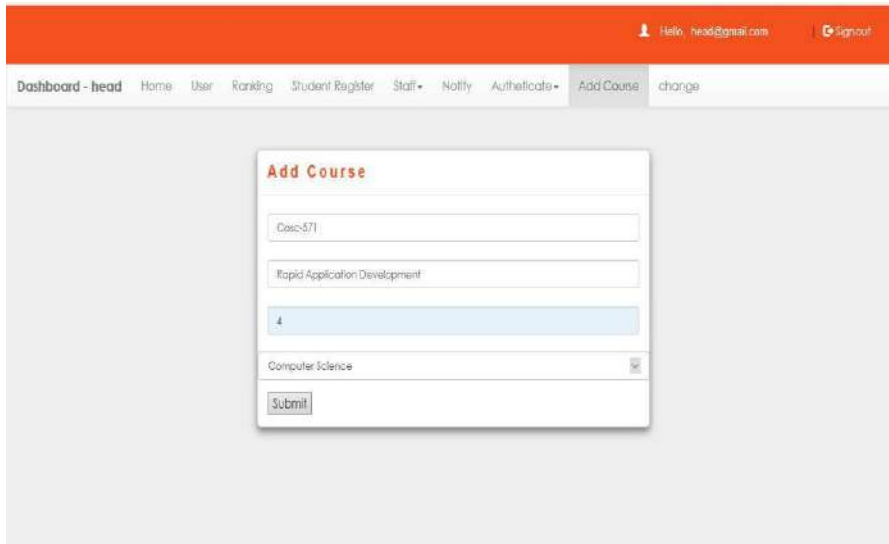 Hello, head@gmail.com | Signout
Dashboard - head Home User Ranking Student Register Staff Notify Autheticate Add Course change
Add Course
Cosc-571
Rapid Application Development
4
Computer Science
Submit